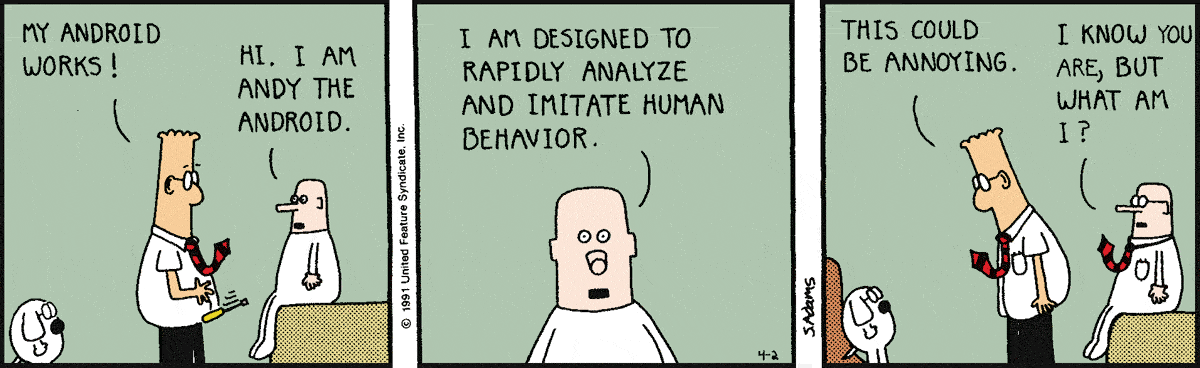 MY ANDROID
WORKS!
HI. I AM
ANDY THE
ANDROID.
© 1991 United Feature Syndicate, Inc.
I AM DESIGNED TO
RAPIDLY ANALYZE
AND IMITATE HUMAN
BEHAVIOR.
4-2
S.Adams
THIS COULD
BE ANNOYING.
I KNOW YOU
ARE, BUT
WHAT AM
I?